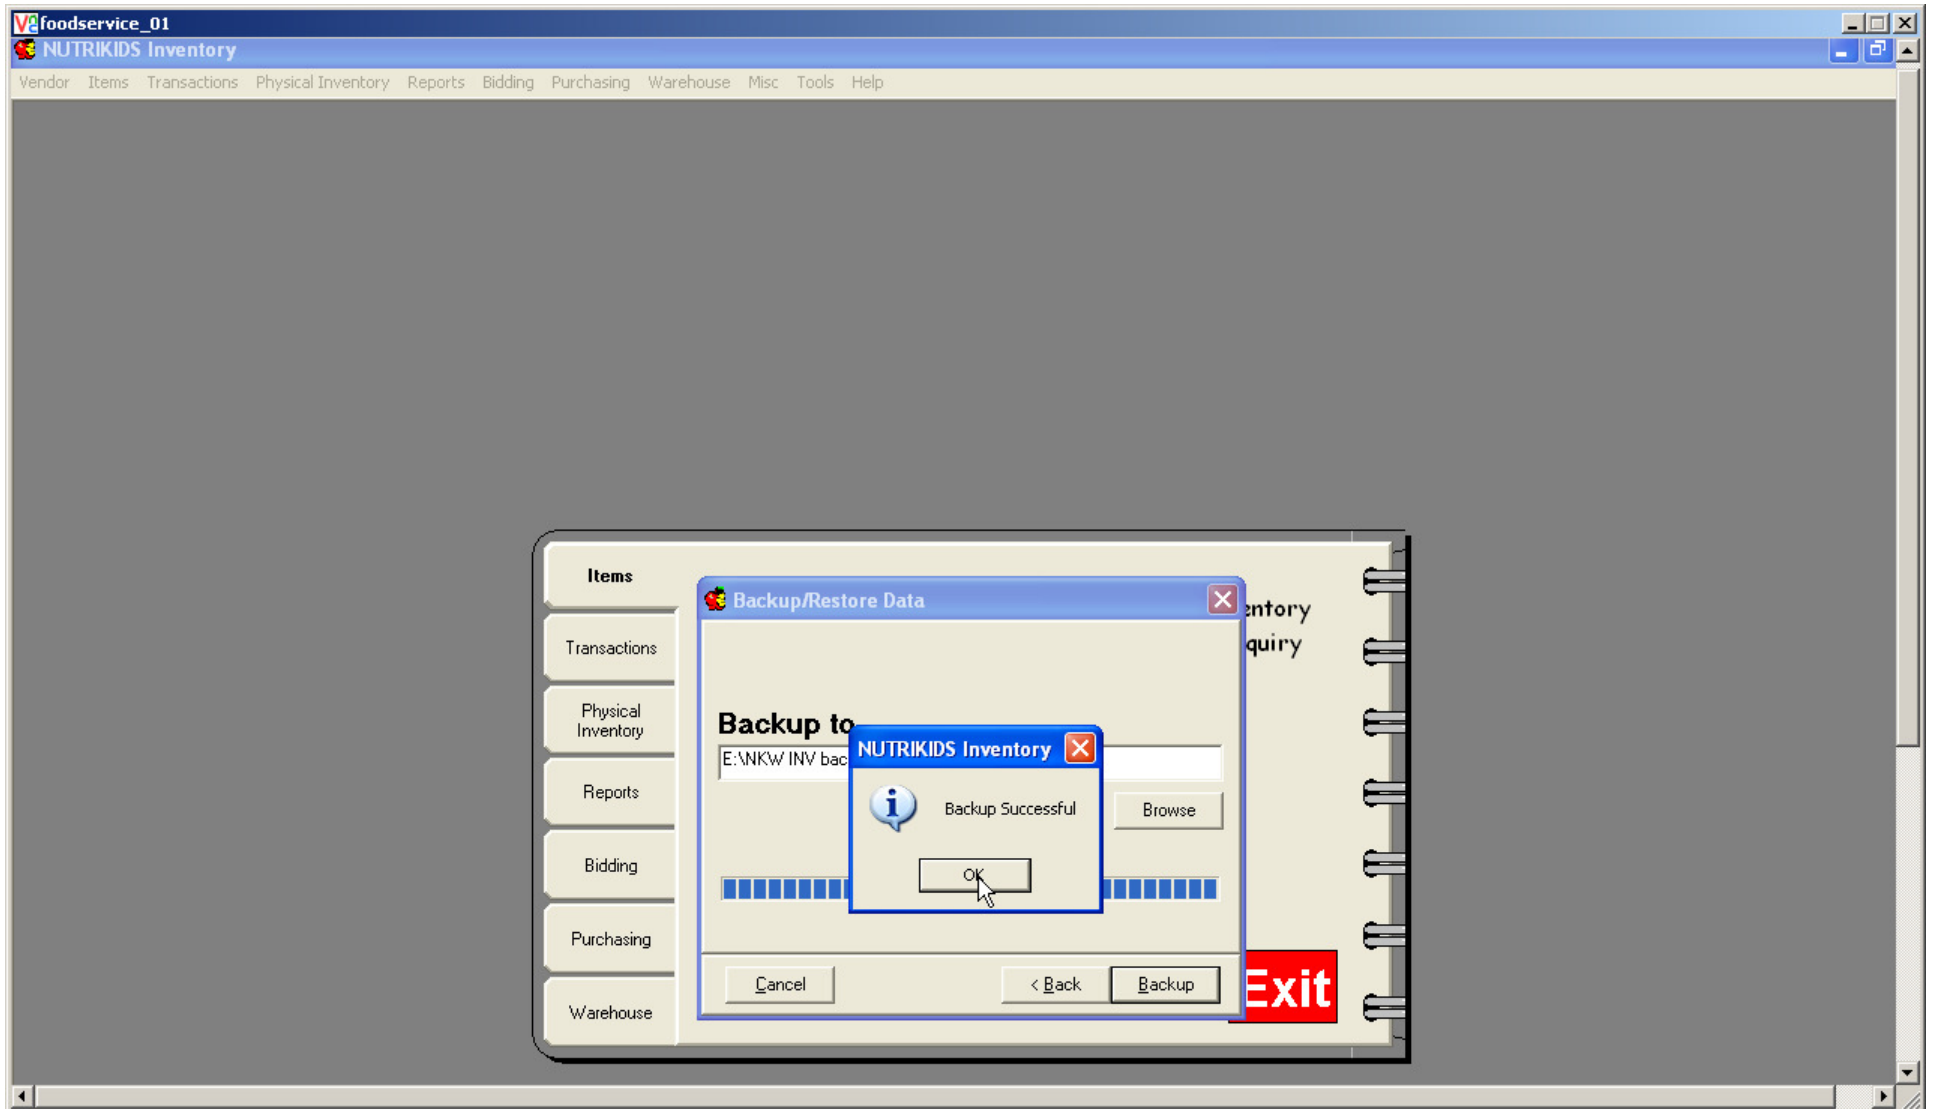 foodservice_01
NUTRIKIDS Inventory
Vendor Items Transactions Physical Inventory Reports Bidding Purchasing Warehouse Misc Tools Help
Items
Transactions
Physical
Inventory
Reports
Bidding
Purchasing
Warehouse
entory
quiry
Exit
Backup/Restore Data
Backup to
E:\NKW INV bac
Browse
Cancel
< Back
Backup
NUTRIKIDS Inventory
Backup Successful
OK